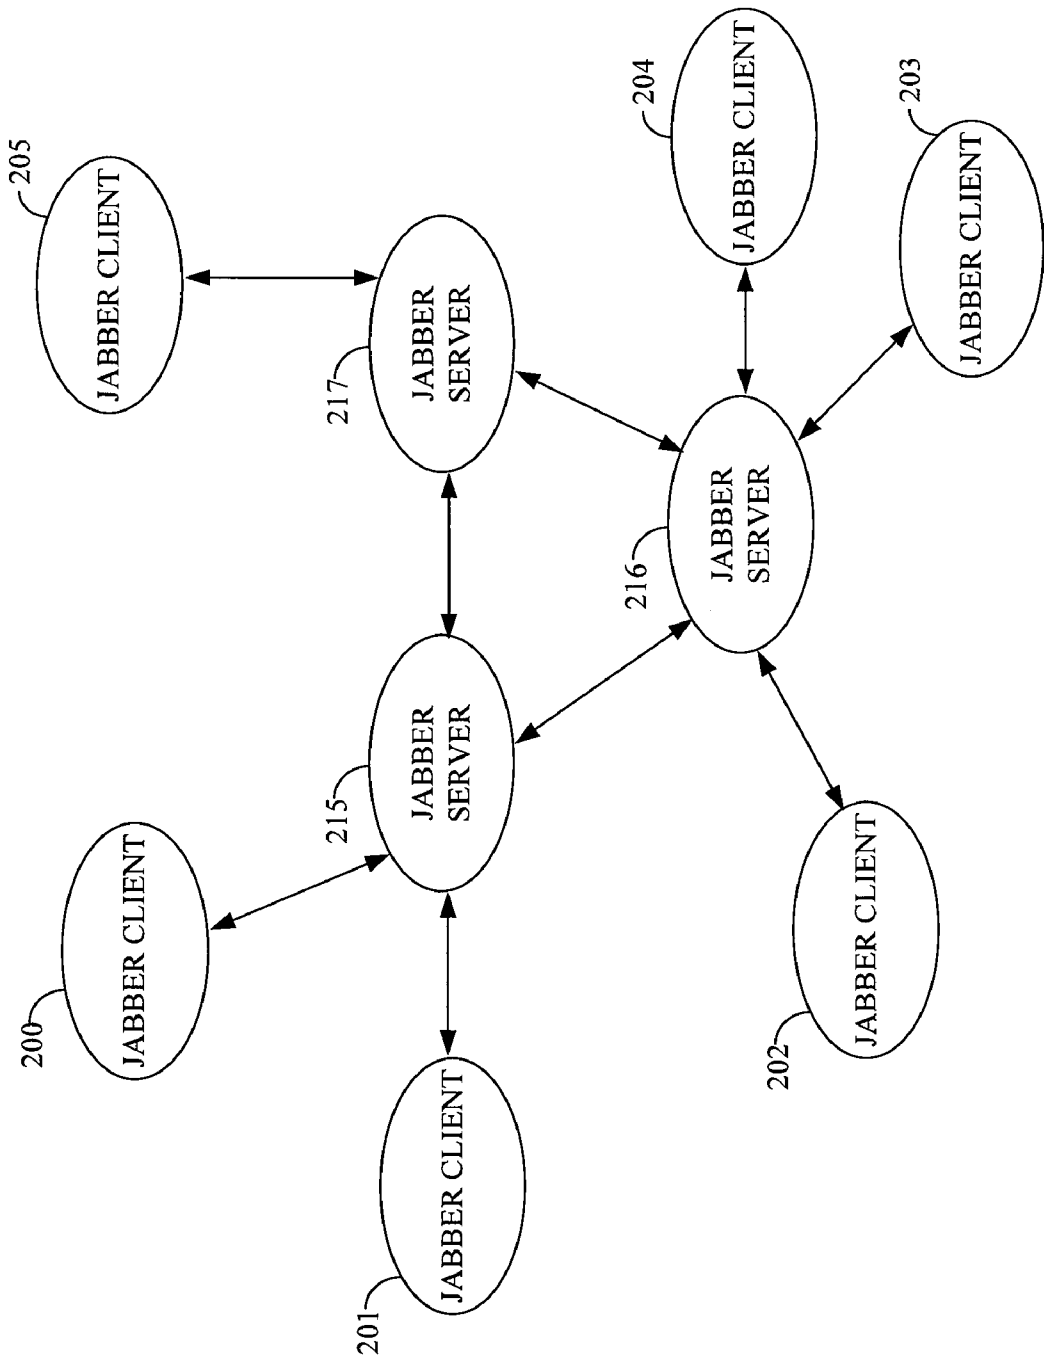 200
JABBER CLIENT
201
JABBER CLIENT
215
JABBER
SERVER
217
JABBER
SERVER
205
JABBER CLIENT
216
JABBER
SERVER
202
JABBER CLIENT
204
JABBER CLIENT
203
JABBER CLIENT